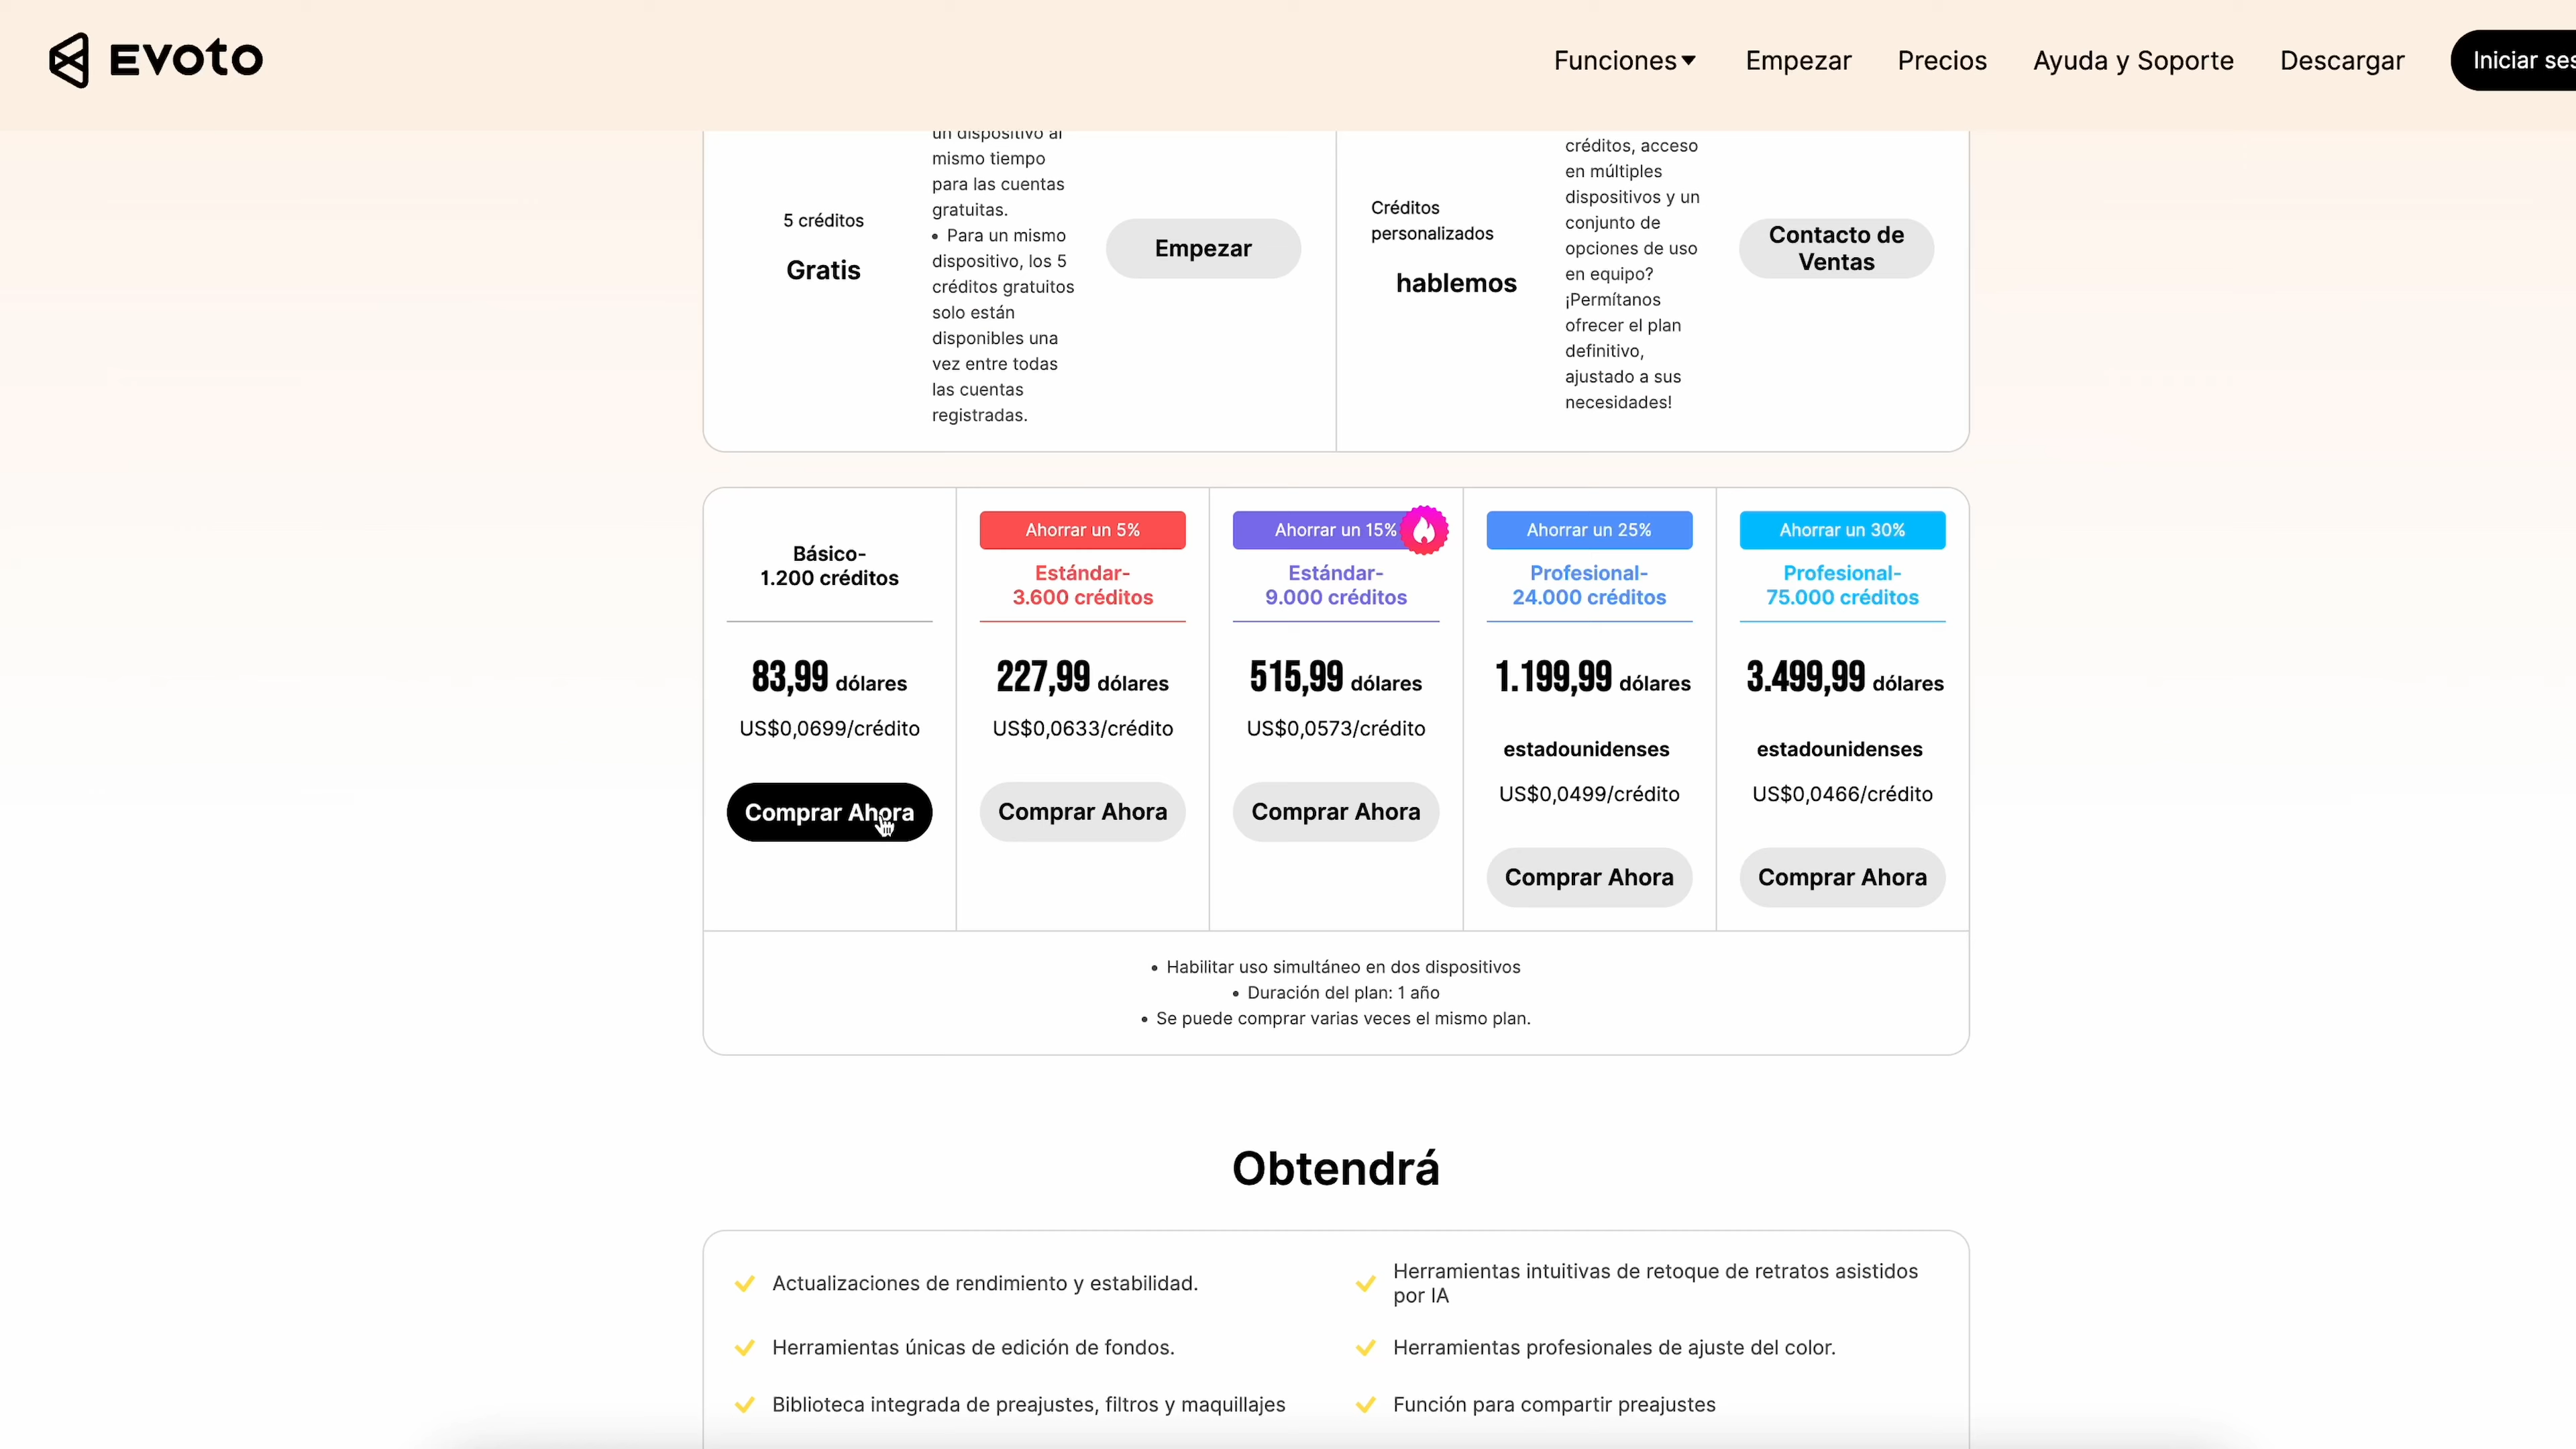 EVOTO
Funciones
Empezar
Precios
Ayuda y Soporte
Descargar
Iniciar ses
5 créditos
Gratis
un dispositivo al
mismo tiempo
para las cuentas
gratuitas.
• Para un mismo
dispositivo, los 5
créditos gratuitos
solo están
disponibles una
vez entre todas
las cuentas
registradas.
Empezar
Créditos
personalizados
hablemos
créditos, acceso
en múltiples
dispositivos y un
conjunto de
opciones de uso
en equipo?
¡Permítanos
ofrecer el plan
definitivo,
ajustado a sus
necesidades!
Contacto de
Ventas
Básico-
1.200 créditos
83,99 dólares
US$0,0699/crédito
Comprar Ahora
Ahorrar un 5%
Estándar-
3.600 créditos
227,99 dólares
US$0,0633/crédito
Comprar Ahora
Ahorrar un 15%
Estándar-
9.000 créditos
515,99 dólares
US$0,0573/crédito
Comprar Ahora
Ahorrar un 25%
Profesional-
24.000 créditos
1.199,99 dólares
estadounidenses
US$0,0499/crédito
Comprar Ahora
Ahorrar un 30%
Profesional-
75.000 créditos
3.499,99 dólares
estadounidenses
US$0,0466/crédito
Comprar Ahora
• Habilitar uso simultáneo en dos dispositivos
• Duración del plan: 1 año
• Se puede comprar varias veces el mismo plan.
Obtendrá
Actualizaciones de rendimiento y estabilidad.
Herramientas intuitivas de retoque de retratos asistidos
por IA
Herramientas únicas de edición de fondos.
Herramientas profesionales de ajuste del color.
Biblioteca integrada de preajustes, filtros y maquillajes
Función para compartir preajustes